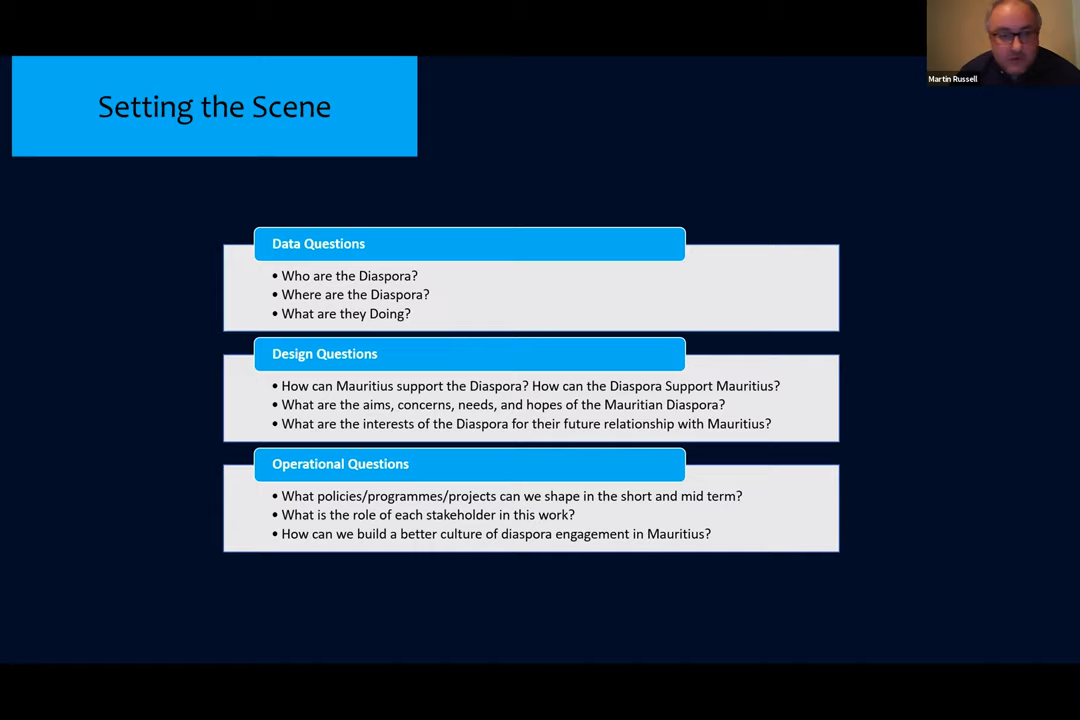 Martin Russell
Setting the Scene
Data Questions
• Who are the Diaspora?
• Where are the Diaspora?
• What are they Doing?
Design Questions
• How can Mauritius support the Diaspora? How can the Diaspora Support Mauritius?
• What are the aims, concerns, needs, and hopes of the Mauritian Diaspora?
• What are the interests of the Diaspora for their future relationship with Mauritius?
Operational Questions
• What policies/programmes/projects can we shape in the short and mid term?
• What is the role of each stakeholder in this work?
• How can we build a better culture of diaspora engagement in Mauritius?